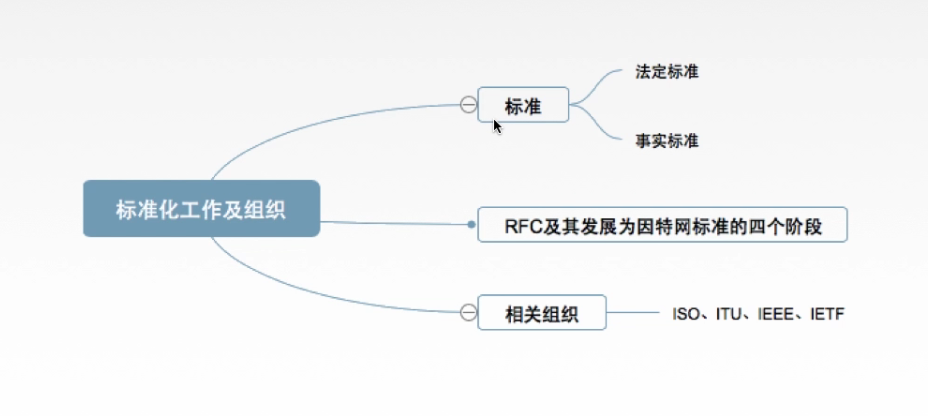 法定标准
标准
事实标准
标准化工作及组织
RFC及其发展为因特网标准的四个阶段
相关组织
ISO、ITU、IEEE、IETF